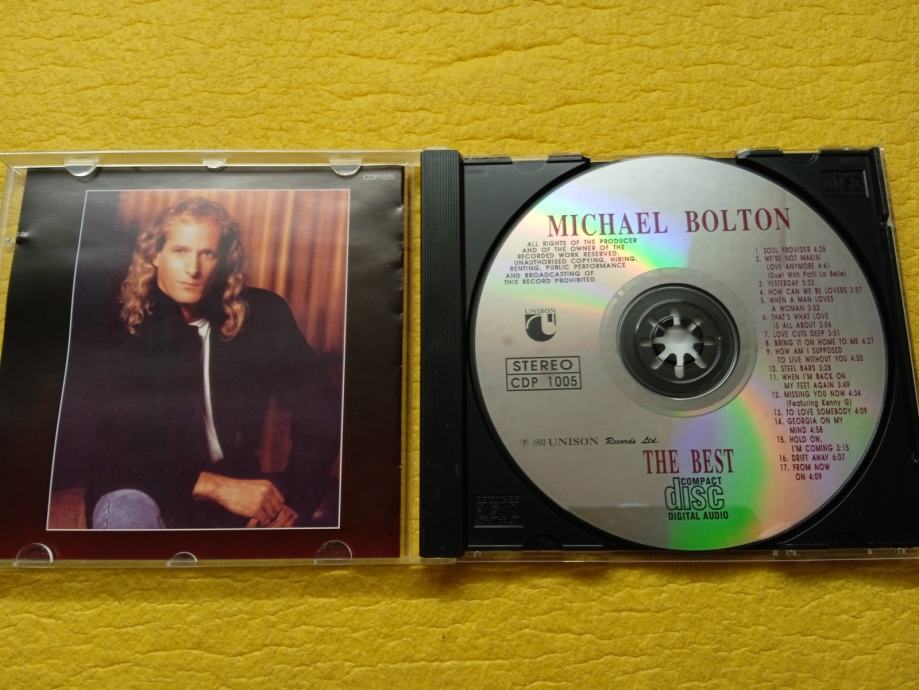 CDP1005
MICHAEL BOLTON
ALL RIGHTS OF THE PRODUCER
AND OF THE OWNER OF THE
RECORDED WORK RESERVED.
UNAUTHORISED COPYING, HIRING,
RENTING, PUBLIC PERFORMANCE
AND BROADCASTING OF
THIS RECORD PROHIBITED.
UNISON
STEREO
CDP 1005
℗ 1992 UNISON Records Ltd.
1. SOUL PROVIDER 4:28
2. WE'RE NOT MAKIN'
LOVE ANYMORE 4:41
(Duet With Patti La Belle)
3. YESTERDAY 3:52
4. HOW CAN WE BE LOVERS 3:57
5. WHEN A MAN LOVES
A WOMAN 3:52
6. THAT'S WHAT LOVE
IS ALL ABOUT 3:56
7. LOVE CUTS DEEP 3:51
8. BRING IT ON HOME TO ME 4:27
9. HOW AM I SUPPOSED
TO LIVE WITHOUT YOU 4:50
10. STEEL BARS 3:28
11. WHEN I'M BACK ON
MY FEET AGAIN 3:49
12. MISSING YOU NOW 4:34
(Featuring Kenny G)
13. TO LOVE SOMEBODY 4:09
14. GEORGIA ON MY
MIND 4:58
15. HOLD ON,
I'M COMING 3:15
16. DRIFT AWAY 6:07
17. FROM NOW
ON 4:09
THE BEST
COMPACT
disc
DIGITAL AUDIO